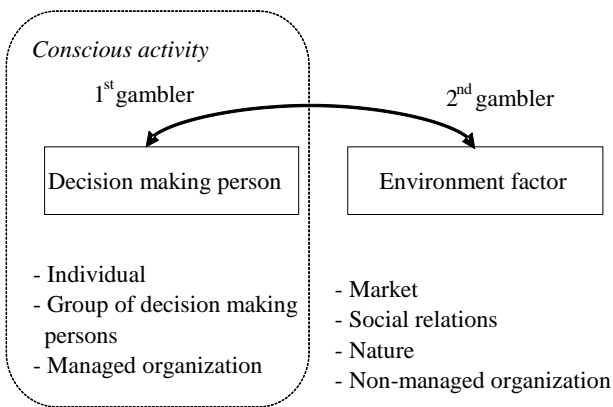 Conscious activity
1st gambler
2nd gambler
Decision making person
Environment factor
- Individual
- Group of decision making
persons
- Managed organization
- Market
- Social relations
- Nature
- Non-managed organization